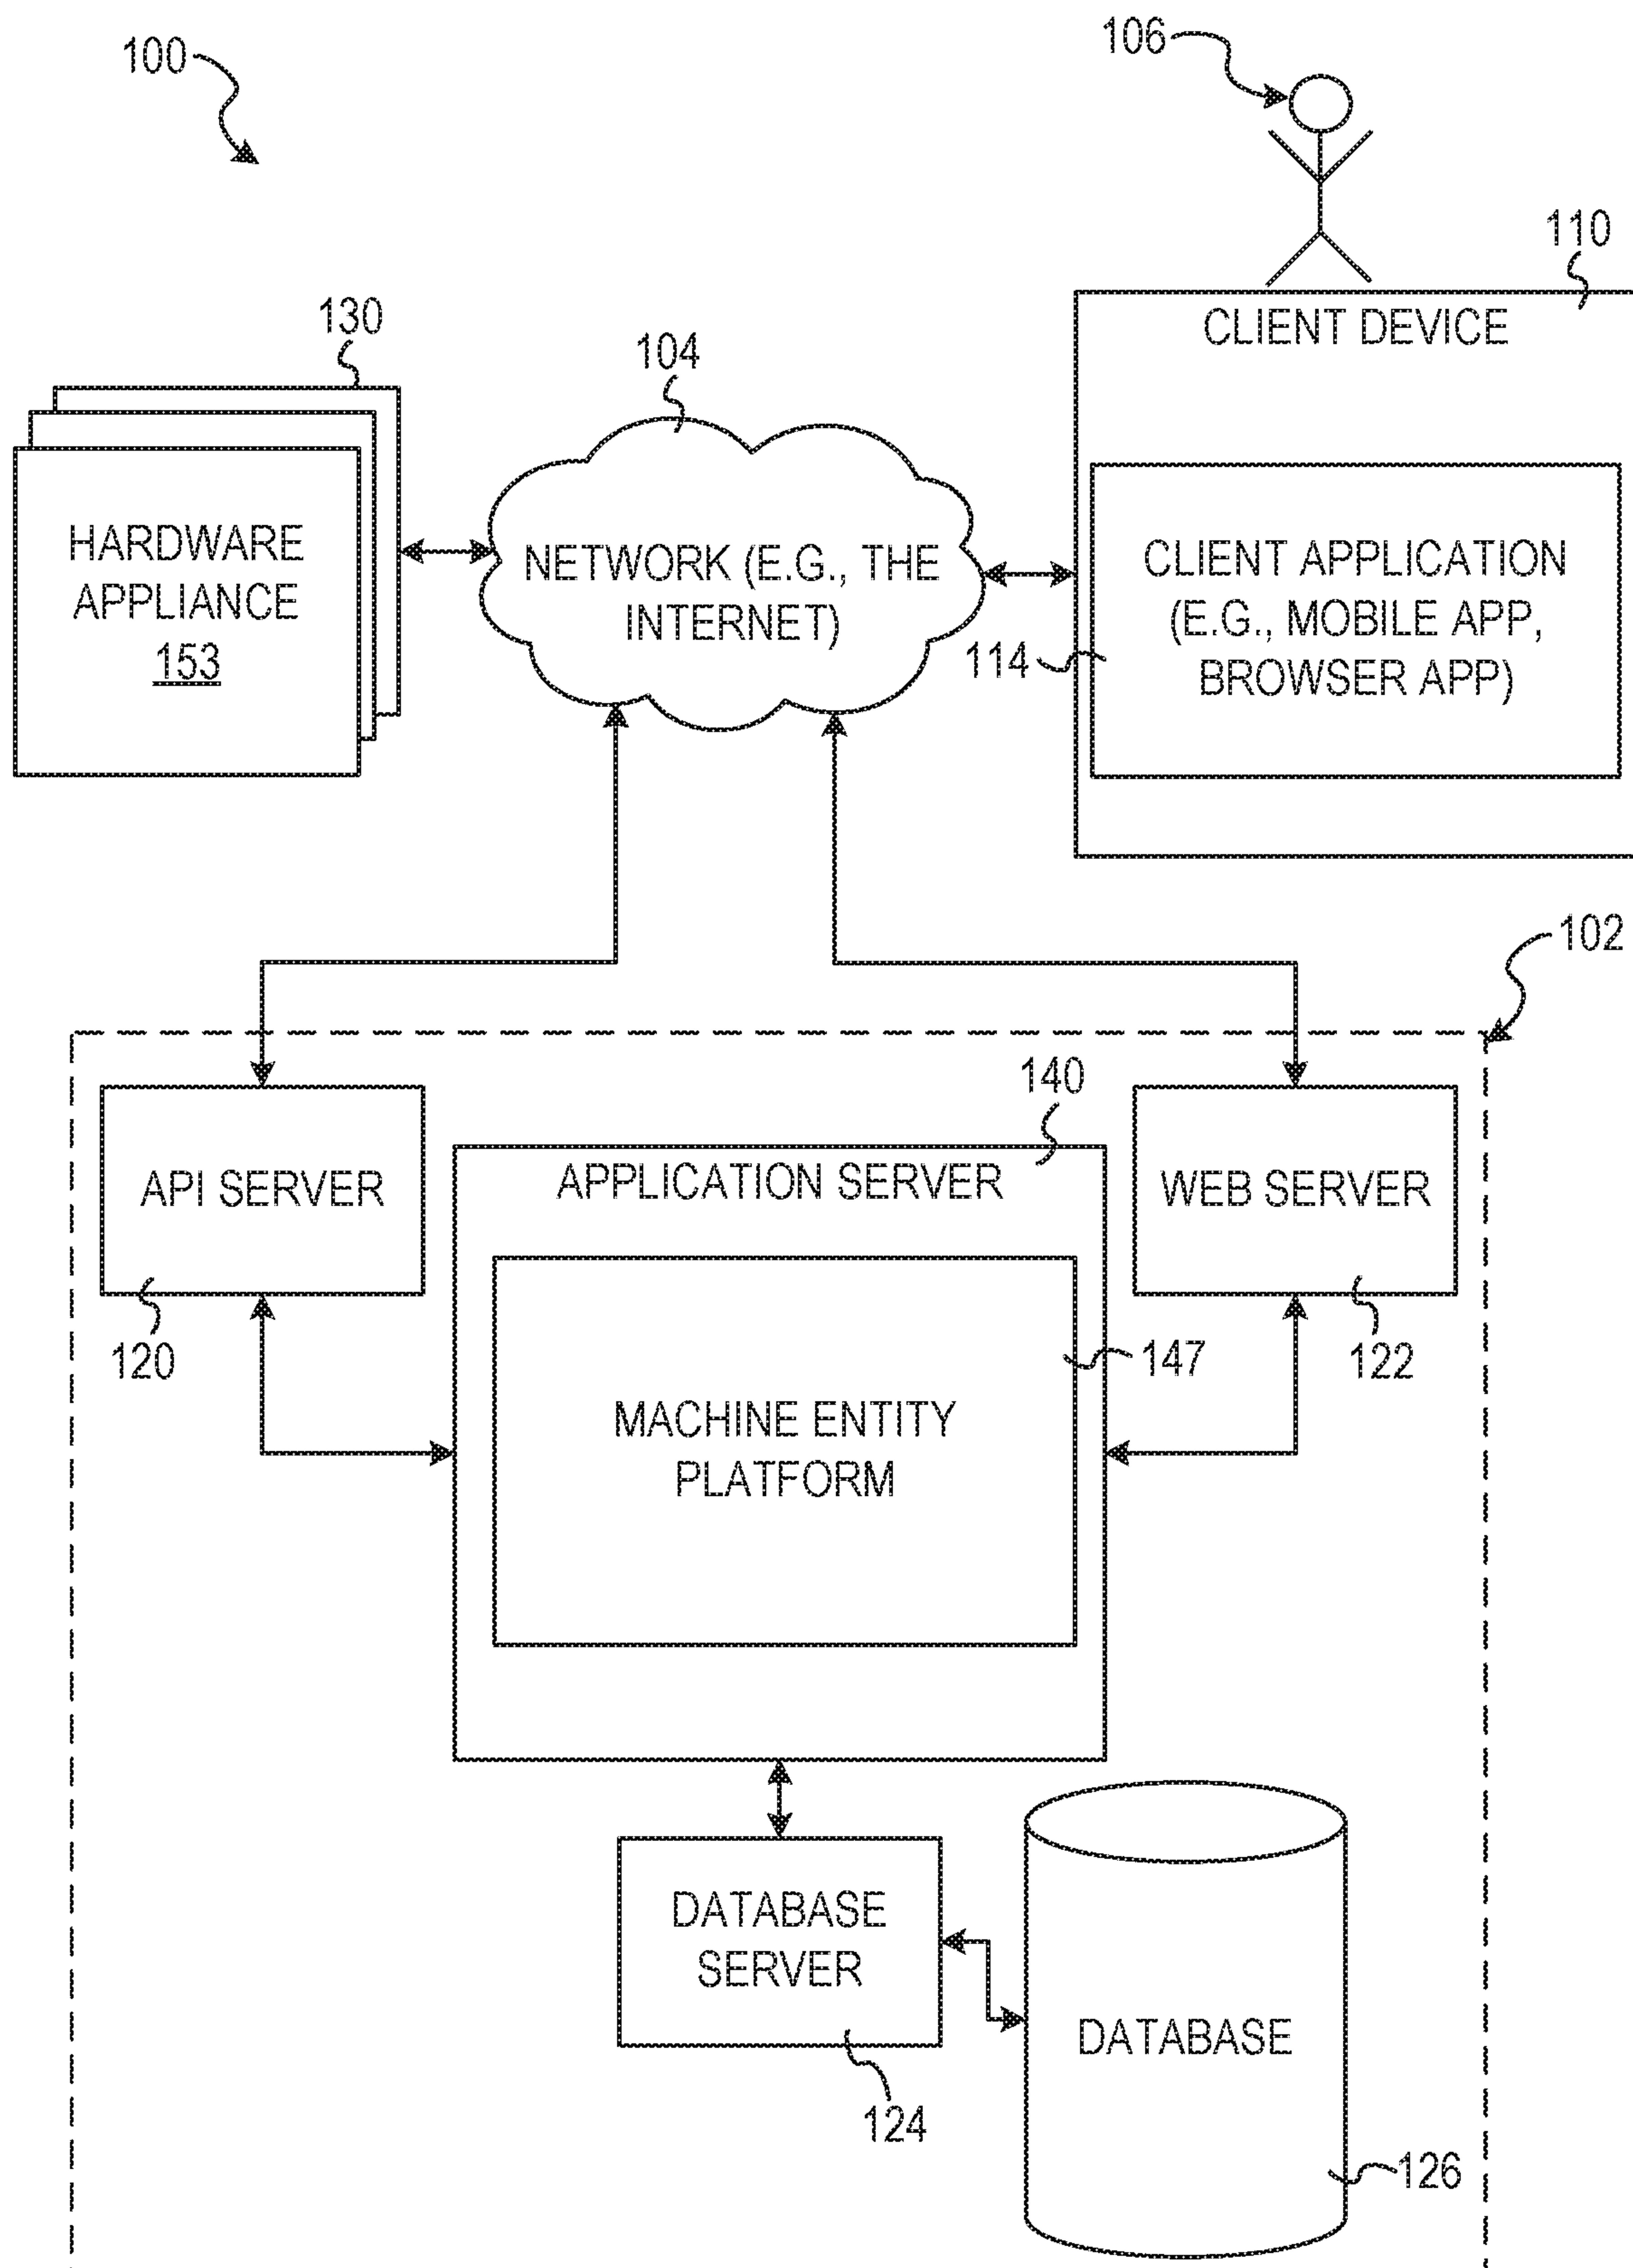 100
106
110
CLIENT DEVICE
130
104
HARDWARE
APPLIANCE
153
NETWORK (E.G., THE
INTERNET)
CLIENT APPLICATION
(E.G., MOBILE APP,
BROWSER APP)
114
102
140
API SERVER
APPLICATION SERVER
WEB SERVER
120
147
122
MACHINE ENTITY
PLATFORM
DATABASE
SERVER
DATABASE
124
126